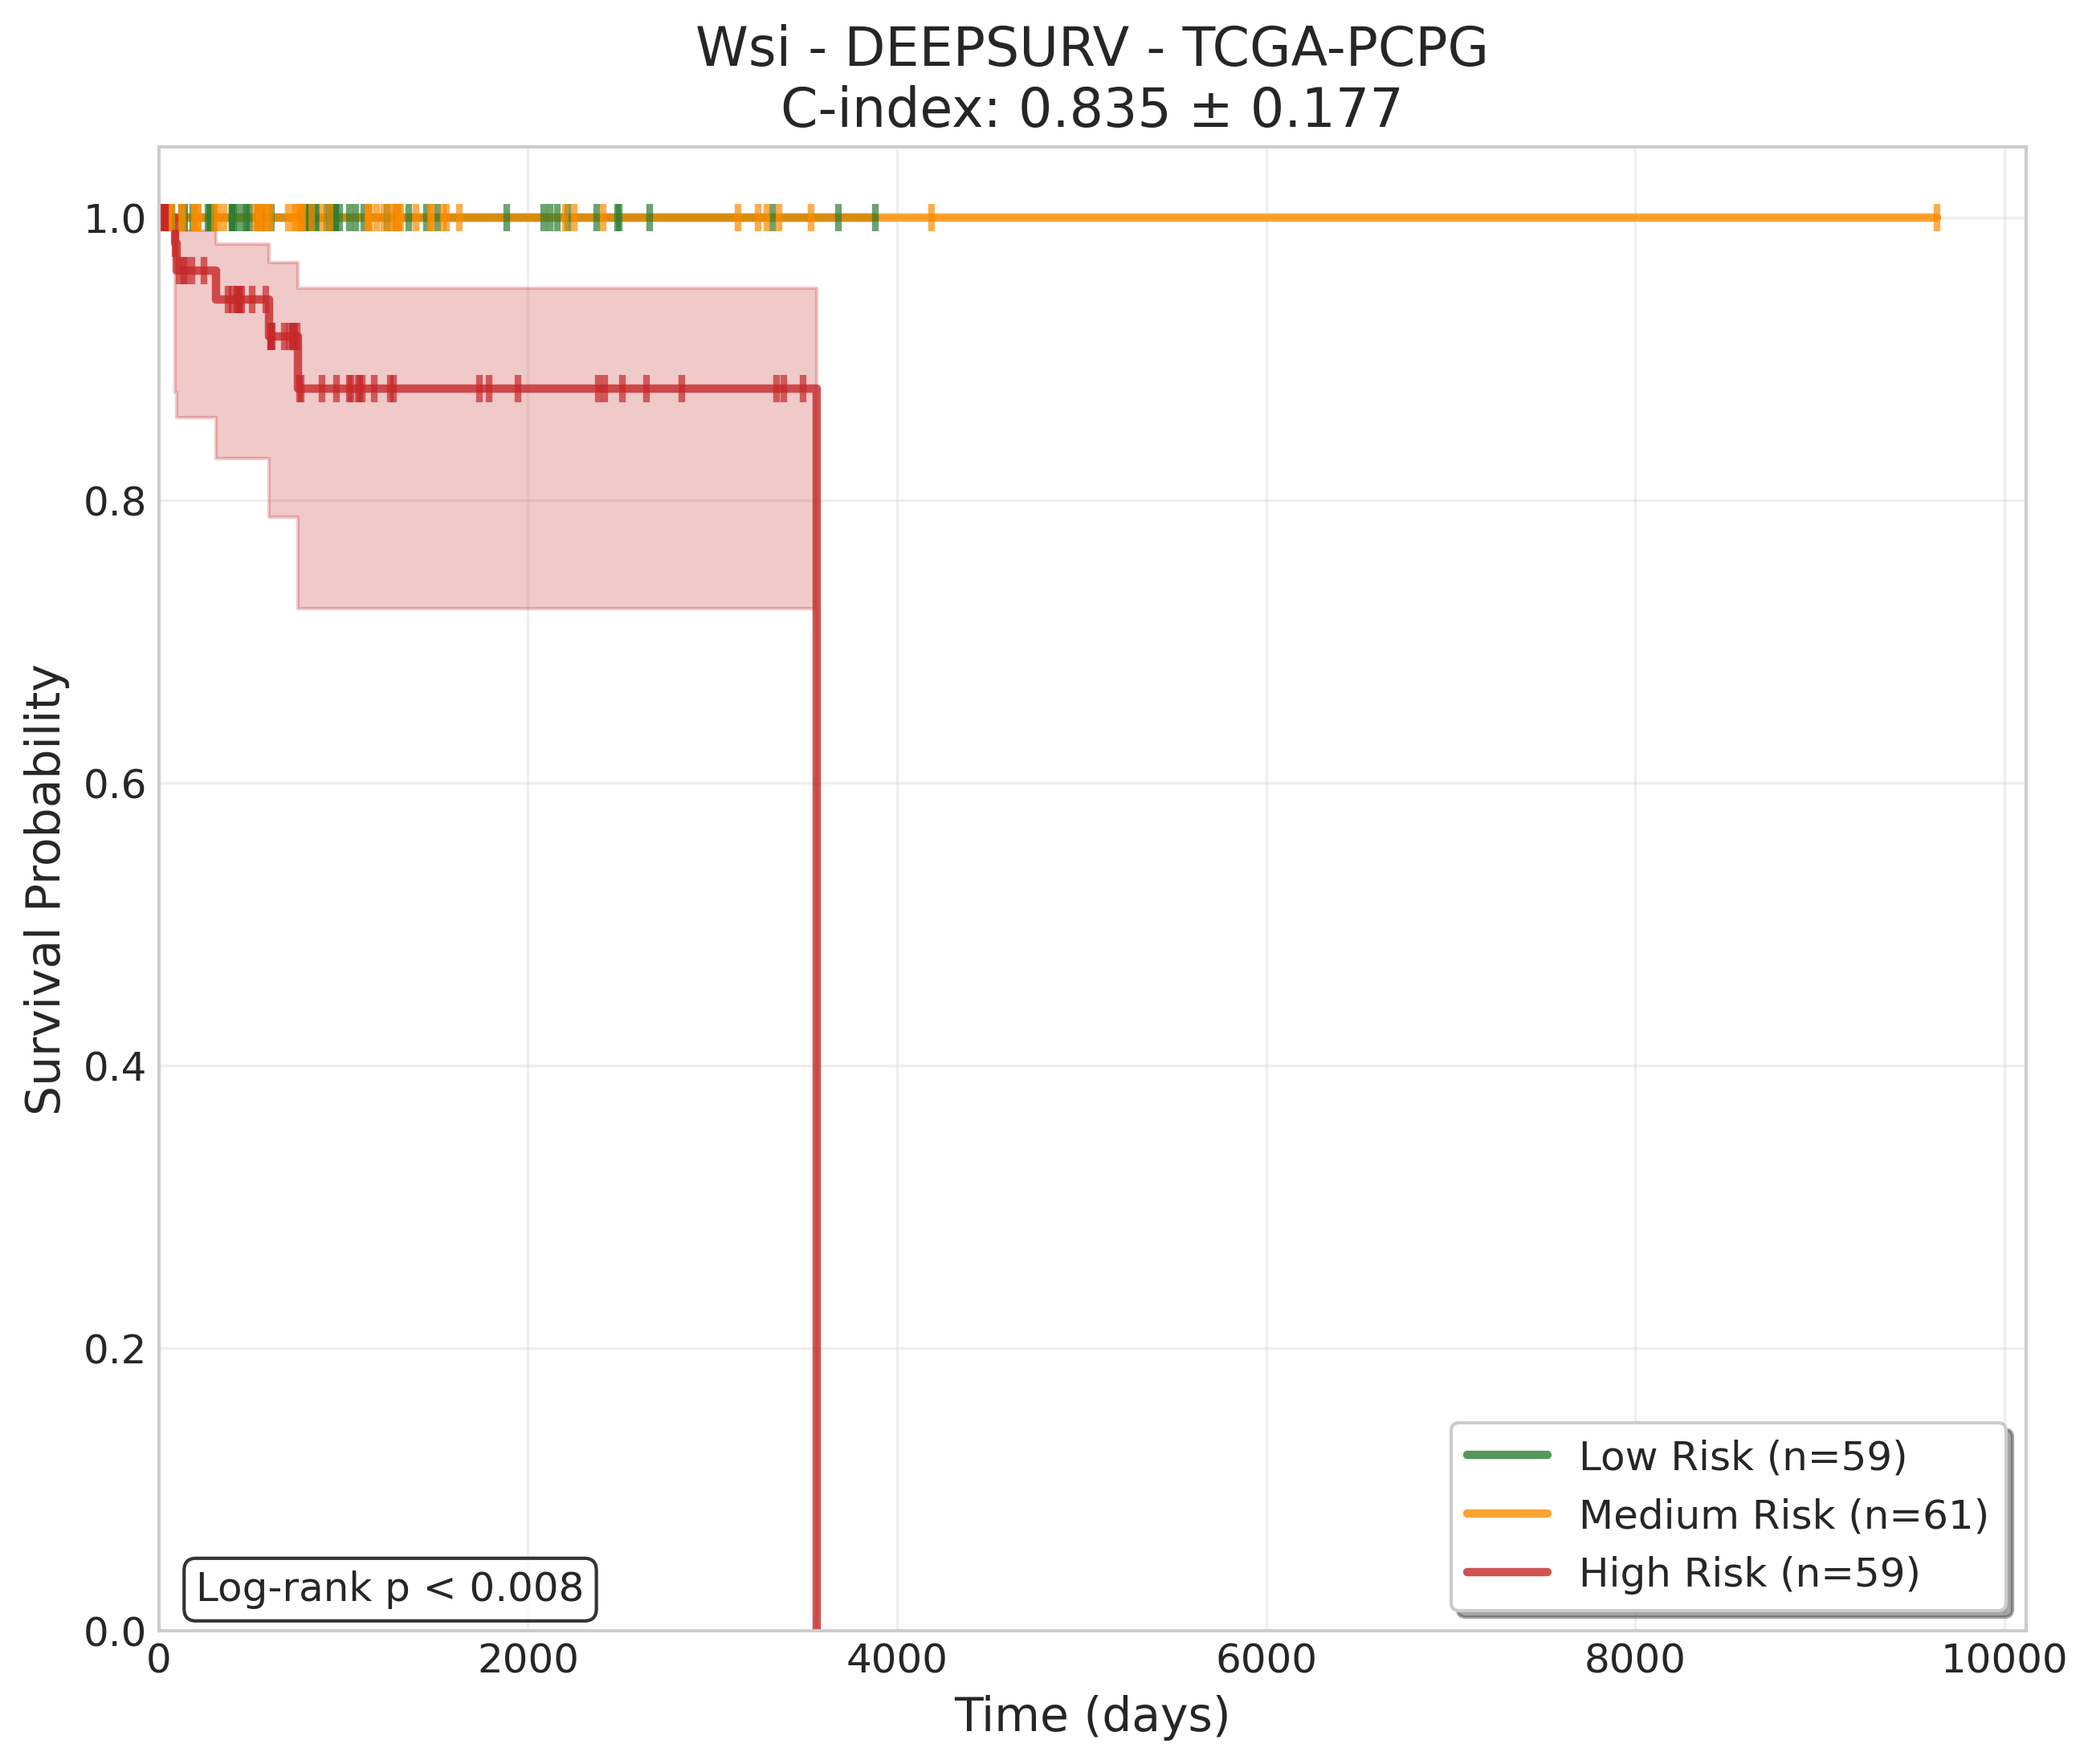 Wsi - DEEPSURV - TCGA-PCPG
C-index: 0.835 ± 0.177
Survival Probability
1.0
0.8
0.6
0.4
0.2
0.0
0
2000
4000
6000
8000
10000
Time (days)
Log-rank p < 0.008
Low Risk (n=59)
Medium Risk (n=61)
High Risk (n=59)